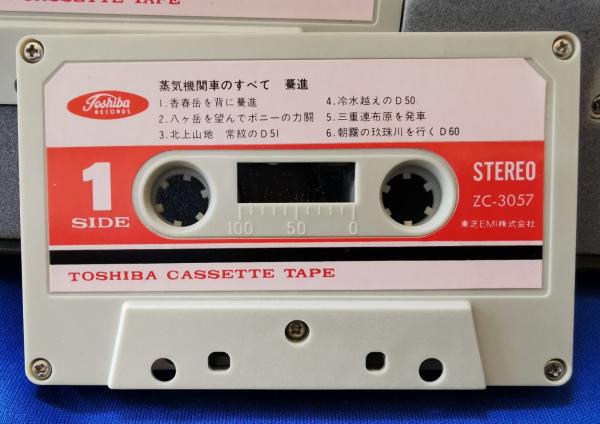 CASSETTE TAPE
蒸気機関車のすべて 驀進
Toshiba
RECORDS
1.香春岳を背に驀進
2.八ヶ岳を望んでポニーの力闘
3.北上山地 常紋のD51
4.冷水越えのD50
5.三重連布原を発車
6.朝霧の玖珠川を行くD60
1
SIDE
STEREO
ZC-3057
東芝EMI株式会社
100 50 0
TOSHIBA CASSETTE TAPE